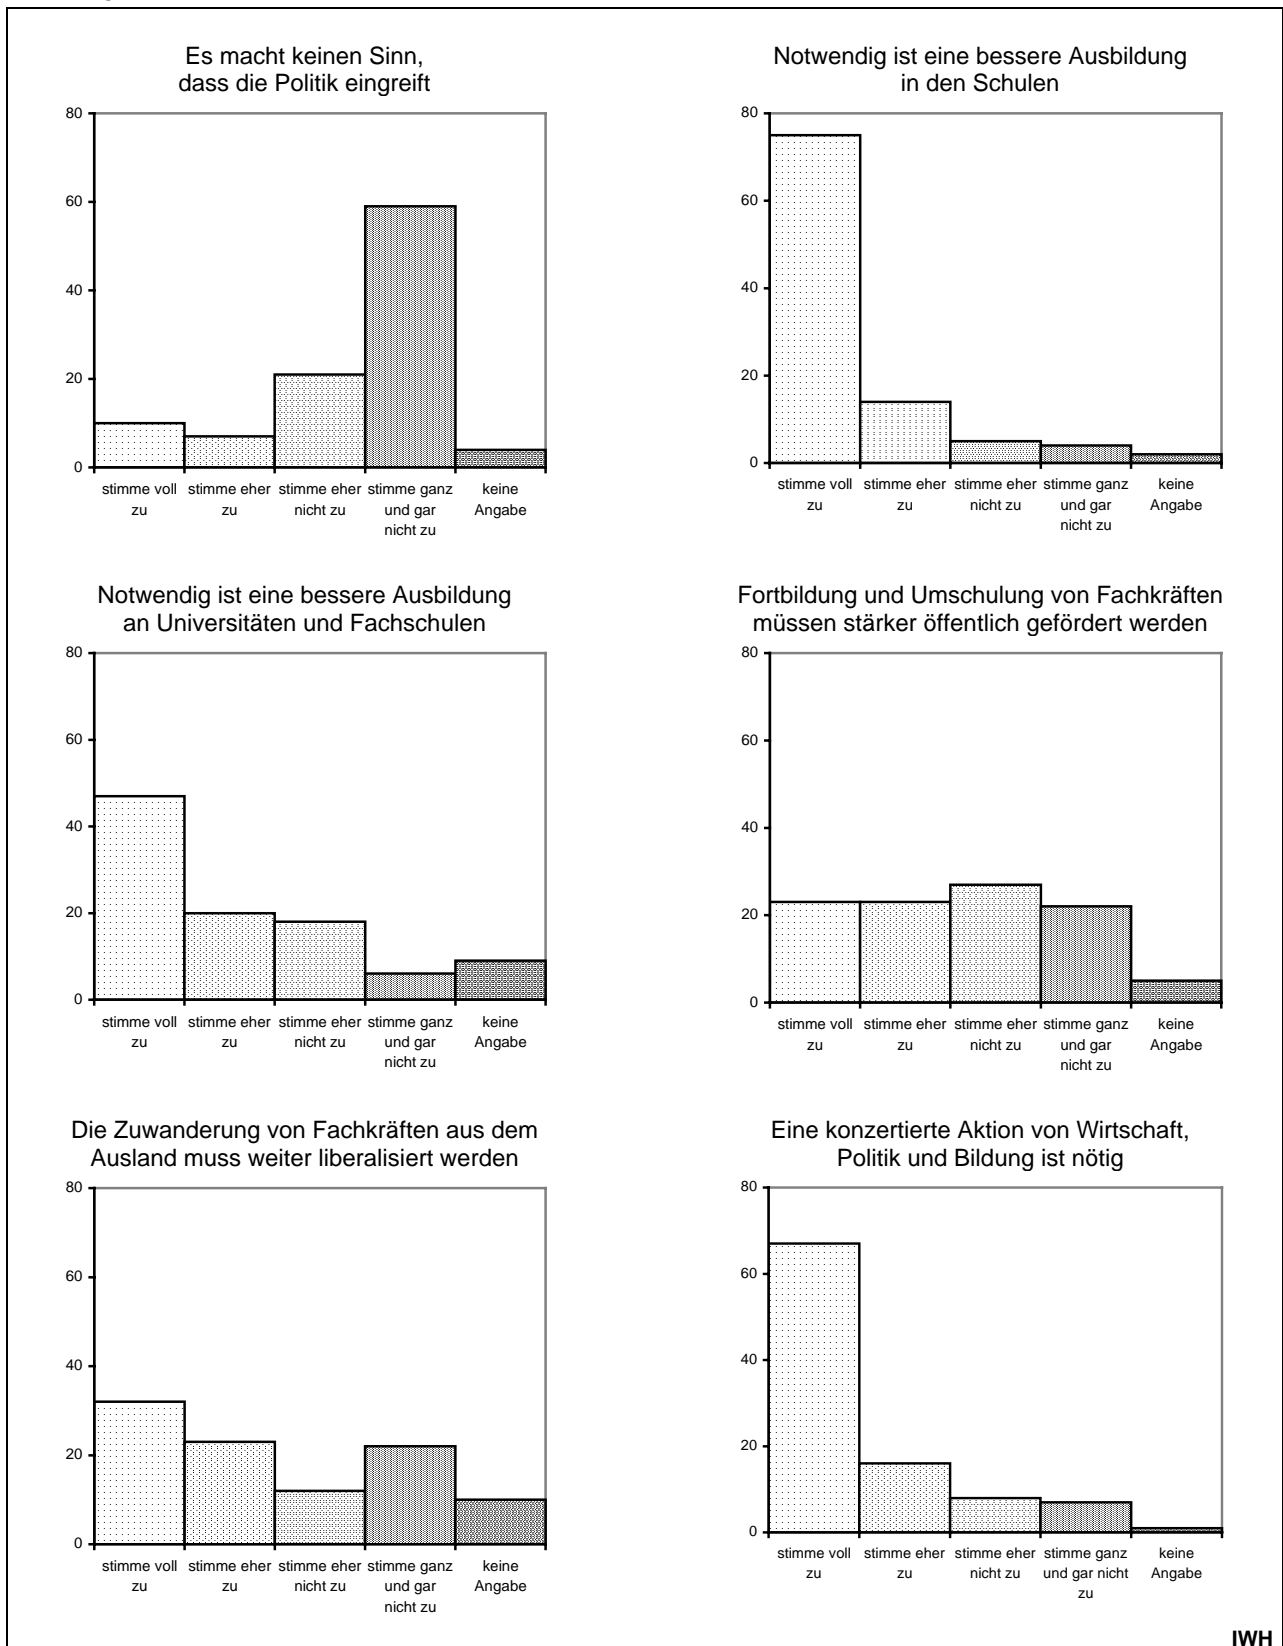 Es macht keinen Sinn,
dass die Politik eingreift
80
60
40
20
0
stimme voll zu
stimme eher zu
stimme eher nicht zu
stimme ganz und gar nicht zu
keine Angabe
Notwendig ist eine bessere Ausbildung
in den Schulen
80
60
40
20
0
stimme voll zu
stimme eher zu
stimme eher nicht zu
stimme ganz und gar nicht zu
keine Angabe
Notwendig ist eine bessere Ausbildung
an Universitäten und Fachschulen
80
60
40
20
0
stimme voll zu
stimme eher zu
stimme eher nicht zu
stimme ganz und gar nicht zu
keine Angabe
Fortbildung und Umschulung von Fachkräften
müssen stärker öffentlich gefördert werden
80
60
40
20
0
stimme voll zu
stimme eher zu
stimme eher nicht zu
stimme ganz und gar nicht zu
keine Angabe
Die Zuwanderung von Fachkräften aus dem
Ausland muss weiter liberalisiert werden
80
60
40
20
0
stimme voll zu
stimme eher zu
stimme eher nicht zu
stimme ganz und gar nicht zu
keine Angabe
Eine konzertierte Aktion von Wirtschaft,
Politik und Bildung ist nötig
80
60
40
20
0
stimme voll zu
stimme eher zu
stimme eher nicht zu
stimme ganz und gar nicht zu
keine Angabe
IWH